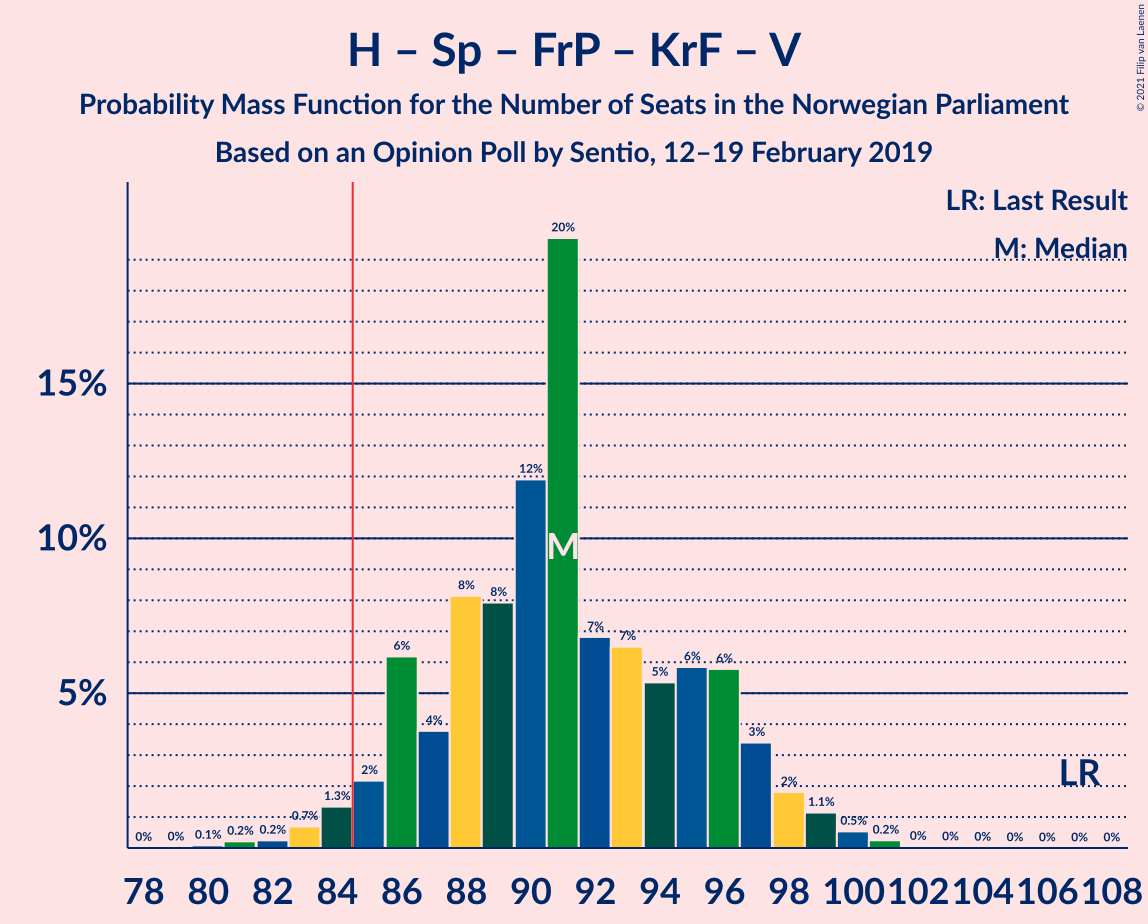 H – Sp – FrP – KrF – V
Probability Mass Function for the Number of Seats in the Norwegian Parliament
Based on an Opinion Poll by Sentio, 12–19 February 2019
© 2021 Filip van Laenen
LR: Last Result
M: Median
15%
10%
5%
0% 0% 0.1% 0.2% 0.2% 0.7% 1.3% 2% 6% 4% 8% 8% 12% 20% 7% 7% 5% 6% 6% 3% 2% 1.1% 0.5% 0.2% 0% 0% 0% 0% 0% 0% 0%
M
LR
78 80 82 84 86 88 90 92 94 96 98 100 102 104 106 108